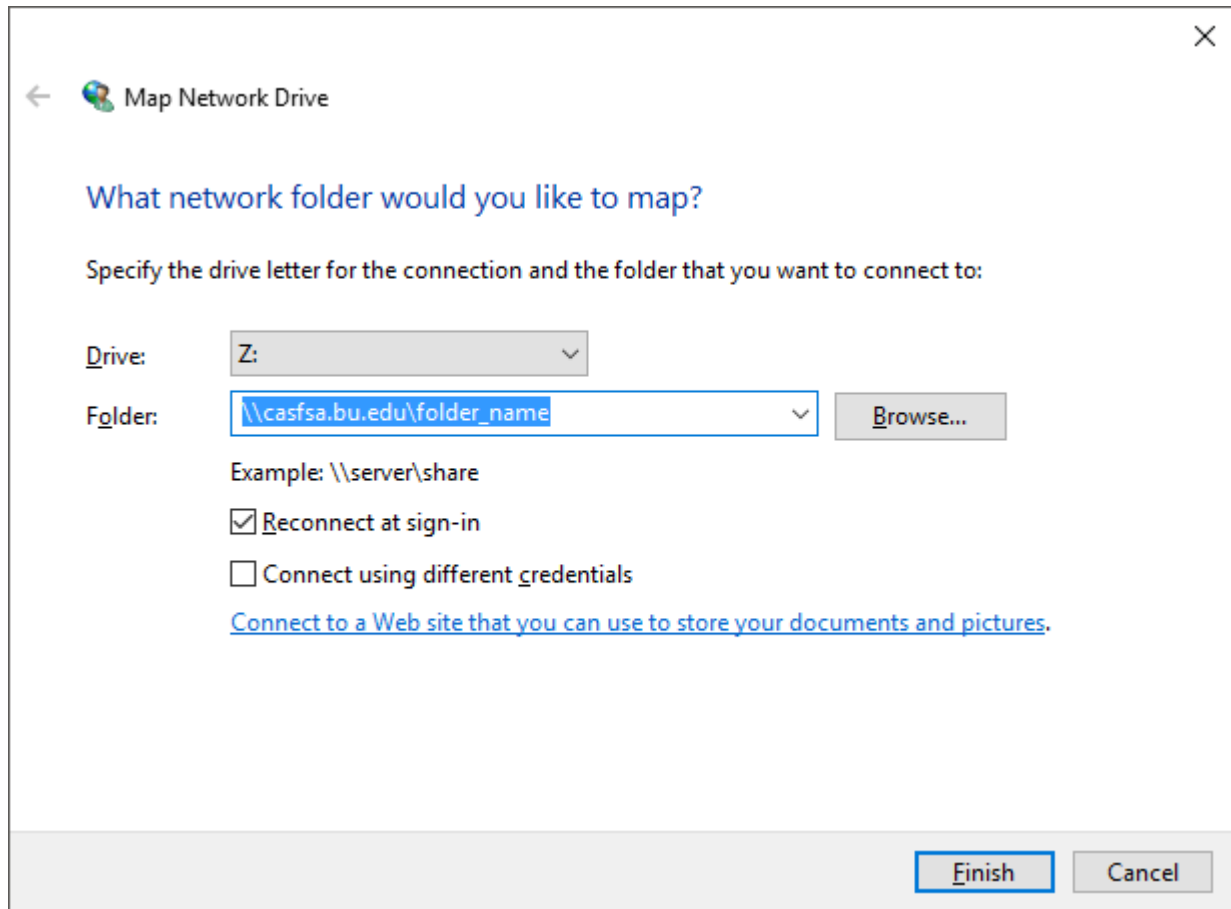 Map Network Drive
What network folder would you like to map?
Specify the drive letter for the connection and the folder that you want to connect to:
Drive: Z:
Folder: \\casfsa.bu.edu\folder_name Browse...
Example: \\server\share
Reconnect at sign-in
Connect using different credentials
Connect to a Web site that you can use to store your documents and pictures.
Finish Cancel